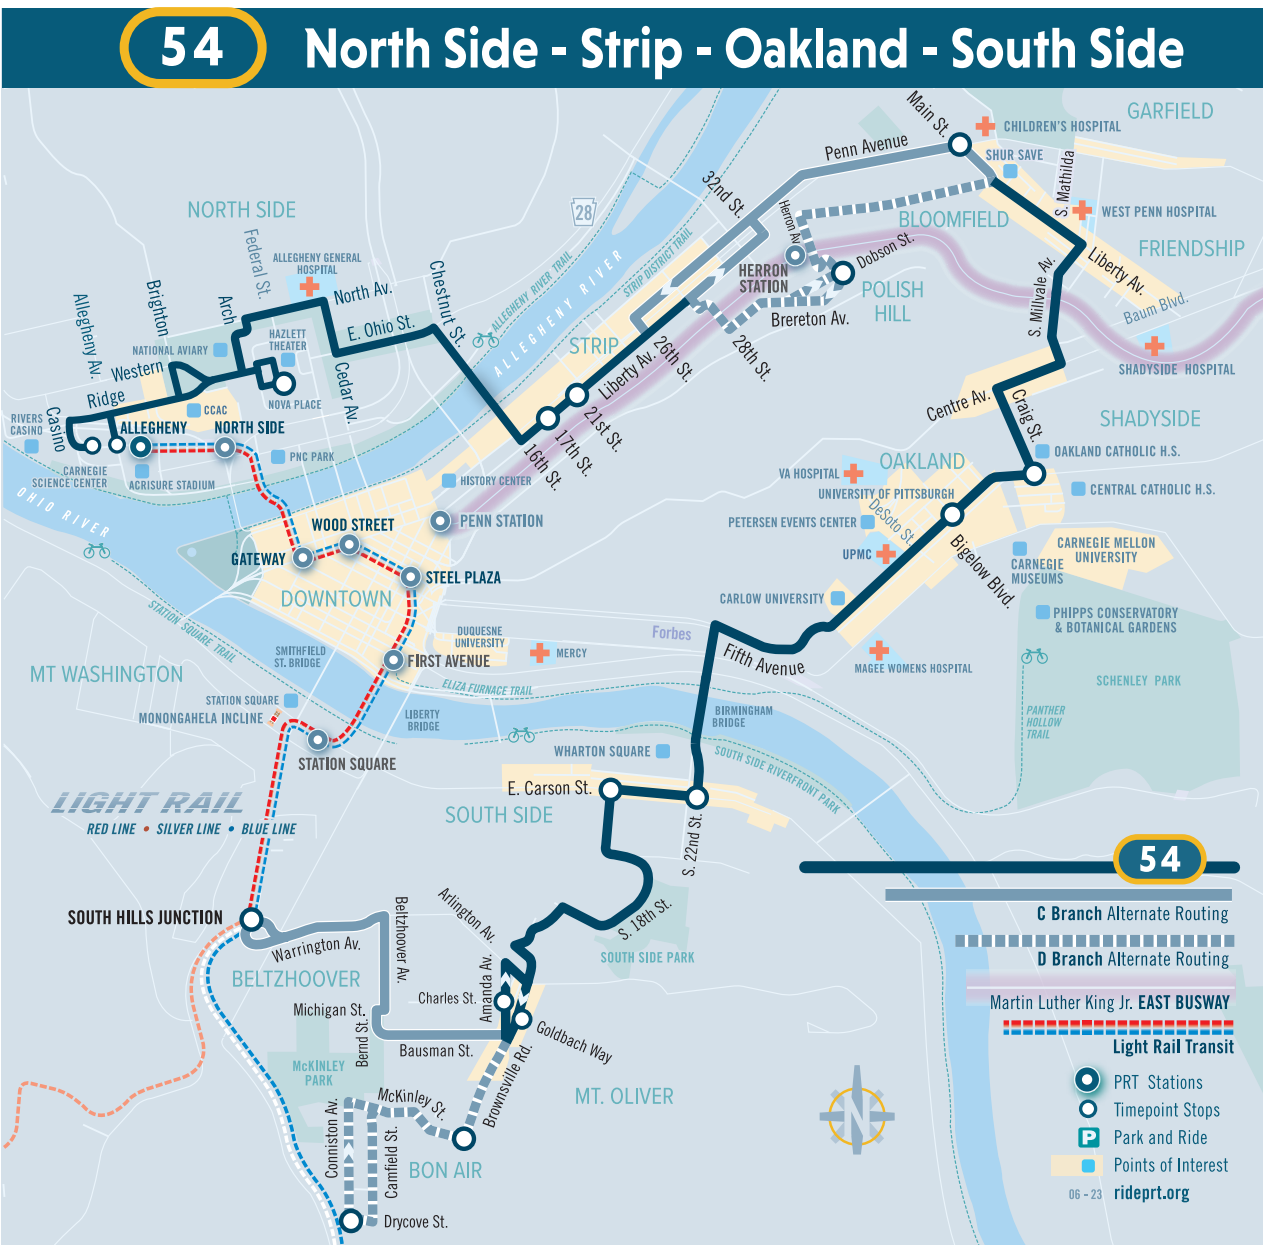 54
North Side - Strip - Oakland - South Side
GARFIELD
Main St.
CHILDREN'S HOSPITAL
Penn Avenue
SHUR SAVE
S. Mathilda
32nd St.
28
NORTH SIDE
Herron Av.
BLOOMFIELD
WEST PENN HOSPITAL
FRIENDSHIP
Federal St.
ALLEGHENY GENERAL
HOSPITAL
Chestnut St.
ALLEGHENY RIVER TRAIL
ALLEGHENY RIVER
STRIP DISTRICT TRAIL
HERRON
STATION
Dobson St.
Liberty Av.
POLISH
HILL
S. Millvale Av.
Baum Blvd.
Brereton Av.
Allegheny Av.
Brighton
Arch
North Av.
E. Ohio St.
HAZLETT
THEATER
NATIONAL AVIARY
Western
STRIP
Liberty Av.
26th St.
28th St.
SHADYSIDE HOSPITAL
Ridge
Cedar Av.
NOVA PLACE
Centre Av.
Craig St.
SHADYSIDE
RIVERS
CASINO
Casino
CCAC
ALLEGHENY
NORTH SIDE
21st St.
17th St.
16th St.
PNC PARK
CARNEGIE
SCIENCE CENTER
ACRISURE STADIUM
HISTORY CENTER
OAKLAND CATHOLIC H.S.
OAKLAND
VA HOSPITAL
UNIVERSITY OF PITTSBURGH
CENTRAL CATHOLIC H.S.
OHIO RIVER
PENN STATION
WOOD STREET
DeSoto St.
PETERSEN EVENTS CENTER
GATEWAY
UPMC
Bigelow Blvd.
CARNEGIE MELLON
UNIVERSITY
CARNEGIE
MUSEUMS
STEEL PLAZA
DOWNTOWN
CARLOW UNIVERSITY
PHIPPS CONSERVATORY
& BOTANICAL GARDENS
STATION SQUARE TRAIL
SMITHFIELD
ST. BRIDGE
DUQUESNE
UNIVERSITY
MERCY
Forbes
Fifth Avenue
FIRST AVENUE
MAGEE WOMENS HOSPITAL
MT WASHINGTON
SCHENLEY PARK
ELIZA FURNACE TRAIL
STATION SQUARE
MONONGAHELA INCLINE
LIBERTY
BRIDGE
BIRMINGHAM
BRIDGE
PANTHER
HOLLOW
TRAIL
STATION SQUARE
WHARTON SQUARE
SOUTH SIDE RIVERFRONT PARK
E. Carson St.
LIGHT RAIL
RED LINE • SILVER LINE • BLUE LINE
SOUTH SIDE
S. 22nd St.
54
C Branch Alternate Routing
D Branch Alternate Routing
Martin Luther King Jr. EAST BUSWAY
Light Rail Transit
PRT Stations
Timepoint Stops
P
Park and Ride
Points of Interest
06 - 23
rideprt.org
SOUTH HILLS JUNCTION
Warrington Av.
Beltzhoover Av.
Arlington Av.
S. 18th St.
SOUTH SIDE PARK
BELTZHOOVER
Amanda Av.
Charles St.
Michigan St.
Bernd St.
Goldbach Way
Bausman St.
McKINLEY
PARK
Brownsville Rd.
MT. OLIVER
N
McKinley St.
Conniston Av.
Camfield St.
BON AIR
Drycove St.